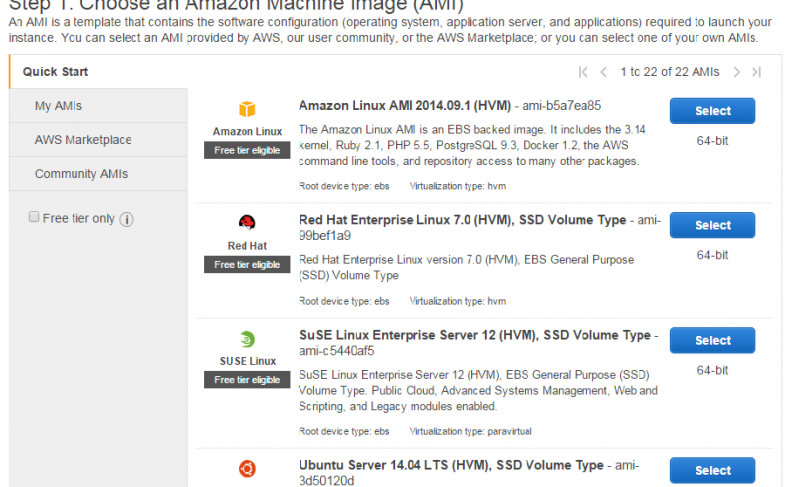 Step 1: Choose an Amazon Machine Image (AMI)
An AMI is a template that contains the software configuration (operating system, application server, and applications) required to launch your
instance. You can select an AMI provided by AWS, our user community, or the AWS Marketplace; or you can select one of your own AMIs.
Quick Start
1 to 22 of 22 AMIs
My AMIs
AWS Marketplace
Community AMIs
Free tier only
Amazon Linux
Free tier eligible
Amazon Linux AMI 2014.09.1 (HVM) - ami-b5a7ea85
The Amazon Linux AMI is an EBS backed image. It includes the 3.14
kernel, Ruby 2.1, PHP 5.5, PostgreSQL 9.3, Docker 1.2, the AWS
command line tools, and repository access to many other packages.
Root device type: ebs Virtualization type: hvm
Select
64-bit
Red Hat
Free tier eligible
Red Hat Enterprise Linux 7.0 (HVM), SSD Volume Type - ami-
99bef1a9
Red Hat Enterprise Linux version 7.0 (HVM), EBS General Purpose
(SSD) Volume Type
Root device type: ebs Virtualization type: hvm
Select
64-bit
SUSE Linux
Free tier eligible
SuSE Linux Enterprise Server 12 (HVM), SSD Volume Type -
ami-c5440af5
SuSE Linux Enterprise Server 12 (HVM), EBS General Purpose (SSD)
Volume Type. Public Cloud, Advanced Systems Management, Web and
Scripting, and Legacy modules enabled.
Root device type: ebs Virtualization type: paravirtual
Select
64-bit
Ubuntu Server 14.04 LTS (HVM), SSD Volume Type - ami-
3d50120d
Select